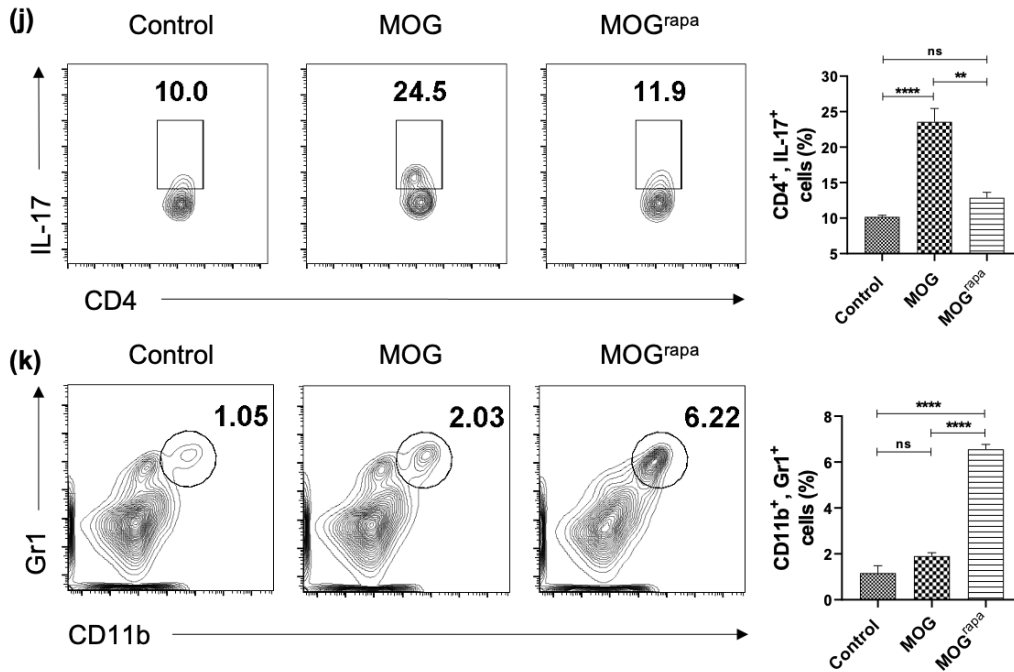 (j)
Control
MOG
MOGrapa
10.0
24.5
11.9
IL-17
CD4
CD4+, IL-17+
cells (%)
30
25
20
15
10
5
ns
****
**
Control
MOG
MOGrapa
(k)
Control
MOG
MOGrapa
1.05
2.03
6.22
Gr1
CD11b
CD11b+, Gr1+
cells (%)
8
6
4
2
0
****
ns
****
Control
MOG
MOGrapa